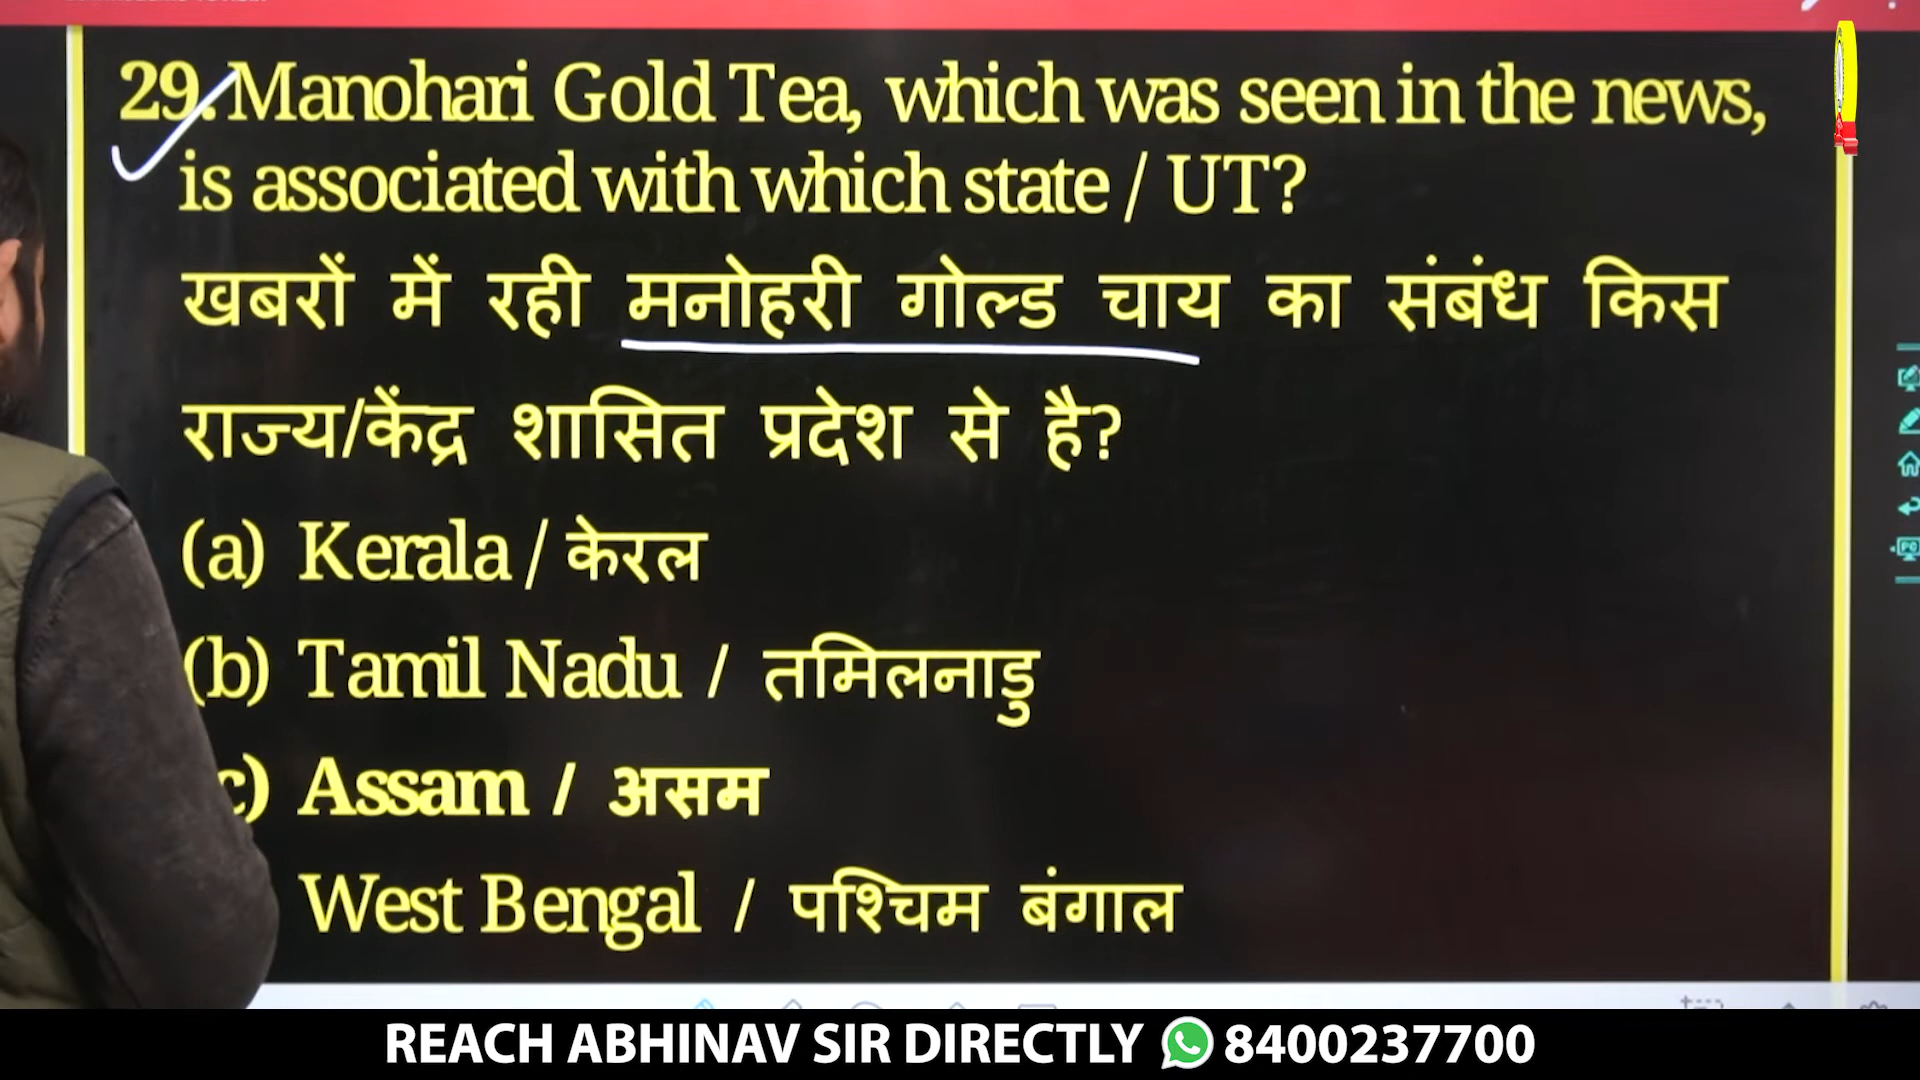 29. Manohari Gold Tea, which was seen in the news,
is associated with which state / UT?
खबरों में रही मनोहरी गोल्ड चाय का संबंध किस
राज्य/केंद्र शासित प्रदेश से है?
(a) Kerala / केरल
(b) Tamil Nadu / तमिलनाडु
c) Assam / असम
West Bengal / पश्चिम बंगाल
REACH ABHINAV SIR DIRECTLY 8400237700